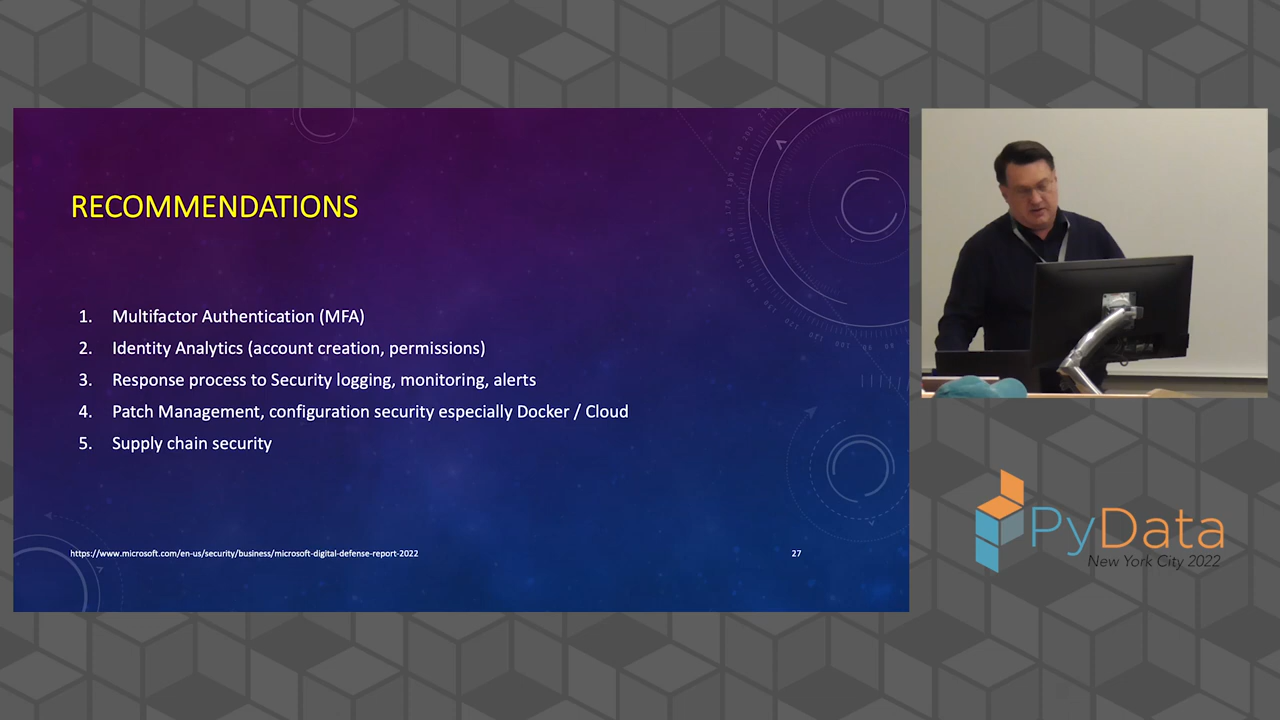 RECOMMENDATIONS
1. Multifactor Authentication (MFA)
2. Identity Analytics (account creation, permissions)
3. Response process to Security logging, monitoring, alerts
4. Patch Management, configuration security especially Docker / Cloud
5. Supply chain security
https://www.microsoft.com/en-us/security/business/microsoft-digital-defense-report-2022
27
PyData
New York City 2022